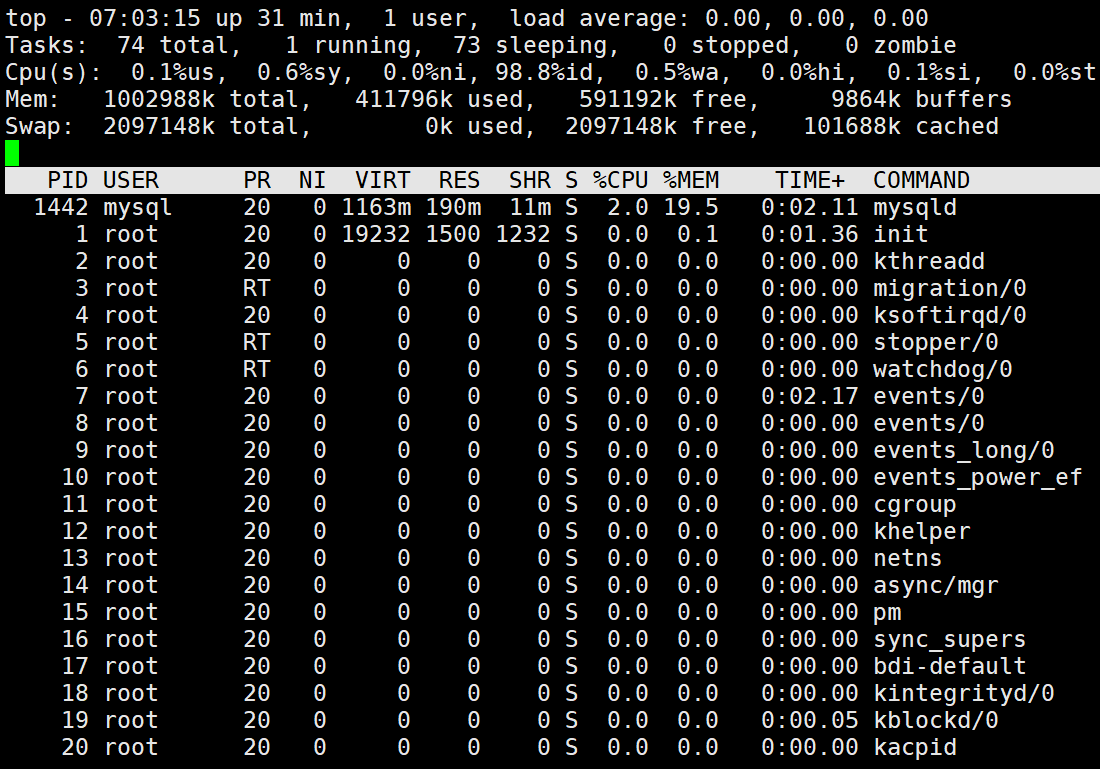 top - 07:03:15 up 31 min,  1 user,  load average: 0.00, 0.00, 0.00
Tasks:  74 total,   1 running,  73 sleeping,   0 stopped,   0 zombie
Cpu(s):  0.1%us,  0.6%sy,  0.0%ni, 98.8%id,  0.5%wa,  0.0%hi,  0.1%si,  0.0%st
Mem:   1002988k total,   411796k used,   591192k free,     9864k buffers
Swap:  2097148k total,        0k used,  2097148k free,   101688k cached
   PID USER      PR  NI  VIRT  RES  SHR S %CPU %MEM    TIME+  COMMAND
  1442 mysql     20   0 1163m 190m  11m S  2.0 19.5   0:02.11 mysqld
     1 root      20   0 19232 1500 1232 S  0.0  0.1   0:01.36 init
     2 root      20   0     0    0    0 S  0.0  0.0   0:00.00 kthreadd
     3 root      RT   0     0    0    0 S  0.0  0.0   0:00.00 migration/0
     4 root      20   0     0    0    0 S  0.0  0.0   0:00.00 ksoftirqd/0
     5 root      RT   0     0    0    0 S  0.0  0.0   0:00.00 stopper/0
     6 root      RT   0     0    0    0 S  0.0  0.0   0:00.00 watchdog/0
     7 root      20   0     0    0    0 S  0.0  0.0   0:02.17 events/0
     8 root      20   0     0    0    0 S  0.0  0.0   0:00.00 events/0
     9 root      20   0     0    0    0 S  0.0  0.0   0:00.00 events_long/0
    10 root      20   0     0    0    0 S  0.0  0.0   0:00.00 events_power_ef
    11 root      20   0     0    0    0 S  0.0  0.0   0:00.00 cgroup
    12 root      20   0     0    0    0 S  0.0  0.0   0:00.00 khelper
    13 root      20   0     0    0    0 S  0.0  0.0   0:00.00 netns
    14 root      20   0     0    0    0 S  0.0  0.0   0:00.00 async/mgr
    15 root      20   0     0    0    0 S  0.0  0.0   0:00.00 pm
    16 root      20   0     0    0    0 S  0.0  0.0   0:00.00 sync_supers
    17 root      20   0     0    0    0 S  0.0  0.0   0:00.00 bdi-default
    18 root      20   0     0    0    0 S  0.0  0.0   0:00.00 kintegrityd/0
    19 root      20   0     0    0    0 S  0.0  0.0   0:00.05 kblockd/0
    20 root      20   0     0    0    0 S  0.0  0.0   0:00.00 kacpid